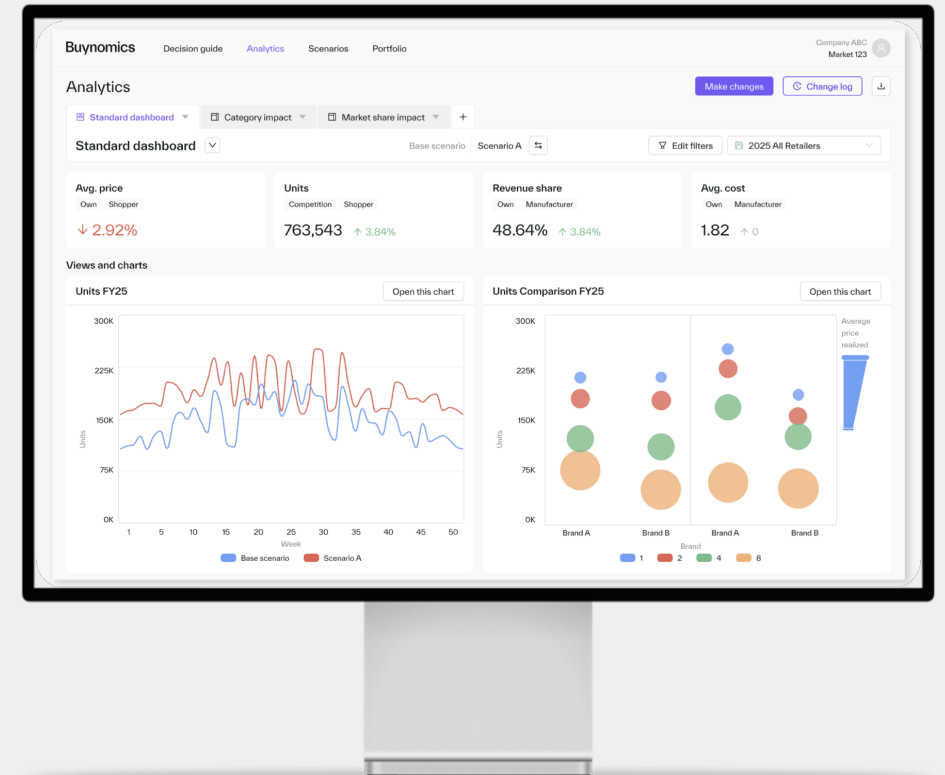 Buynomics Decision guide Analytics Scenarios Portfolio Company ABC
Market 123
Analytics Make changes Change log
Standard dashboard Category impact Market share impact +
Standard dashboard Base scenario Scenario A Edit filters 2025 All Retailers
Avg. price
Own Shopper
↓ 2.92%
Units
Competition Shopper
763,543 ↑ 3.84%
Revenue share
Own Manufacturer
48.64% ↑ 3.84%
Avg. cost
Own Manufacturer
1.82 ↑ 0
Views and charts
Units FY25 Open this chart
300K
225K
150K
75K
0K
Units
1 5 10 15 20 25 30 35 40 45 50
Week
Base scenario Scenario A
Units Comparison FY25 Open this chart
300K
225K
150K
75K
0K
Units
Average
price
realized
Brand A Brand B Brand A Brand B
Brand
1 2 4 8